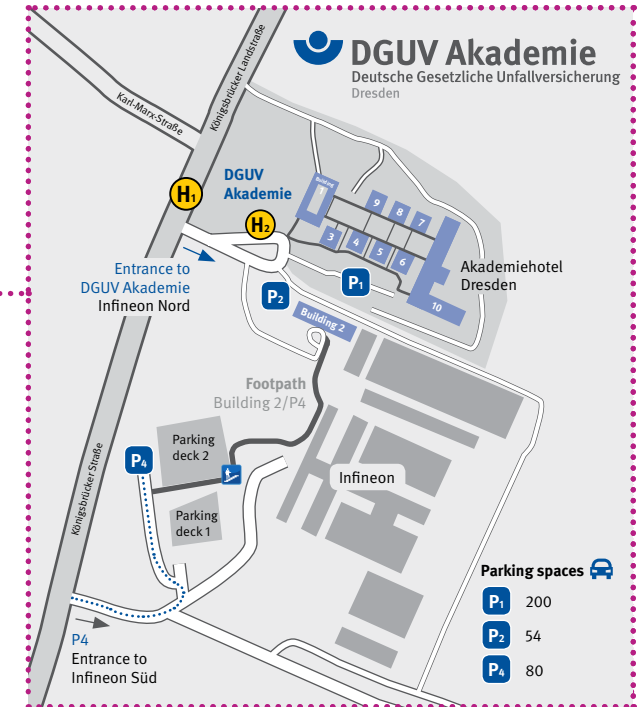 DGUV Akademie
Deutsche Gesetzliche Unfallversicherung
Dresden
Königsbrücker Landstraße
Karl-Marx-Straße
DGUV
Akademie
H1
H2
Building
1
9
8
7
3
4
5
6
10
Akademiehotel
Dresden
Entrance to
DGUV Akademie
Infineon Nord
P1
P2
Building 2
Footpath
Building 2/P4
Parking
deck 2
P4
Infineon
Parking
deck 1
Königsbrücker Straße
P4
Entrance to
Infineon Süd
Parking spaces
P1 200
P2 54
P4 80